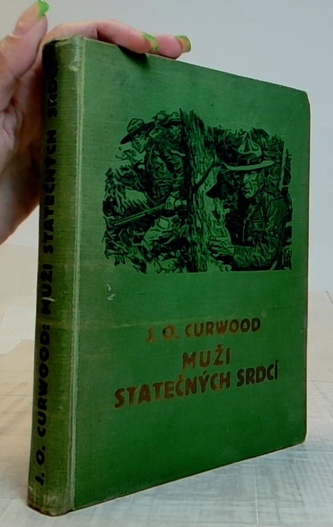 J. O. CURWOOD
MUŽI
STATEČNÝCH SRDCÍ
J. O. CURWOOD: MUŽI STATEČNÝCH SRDCÍ